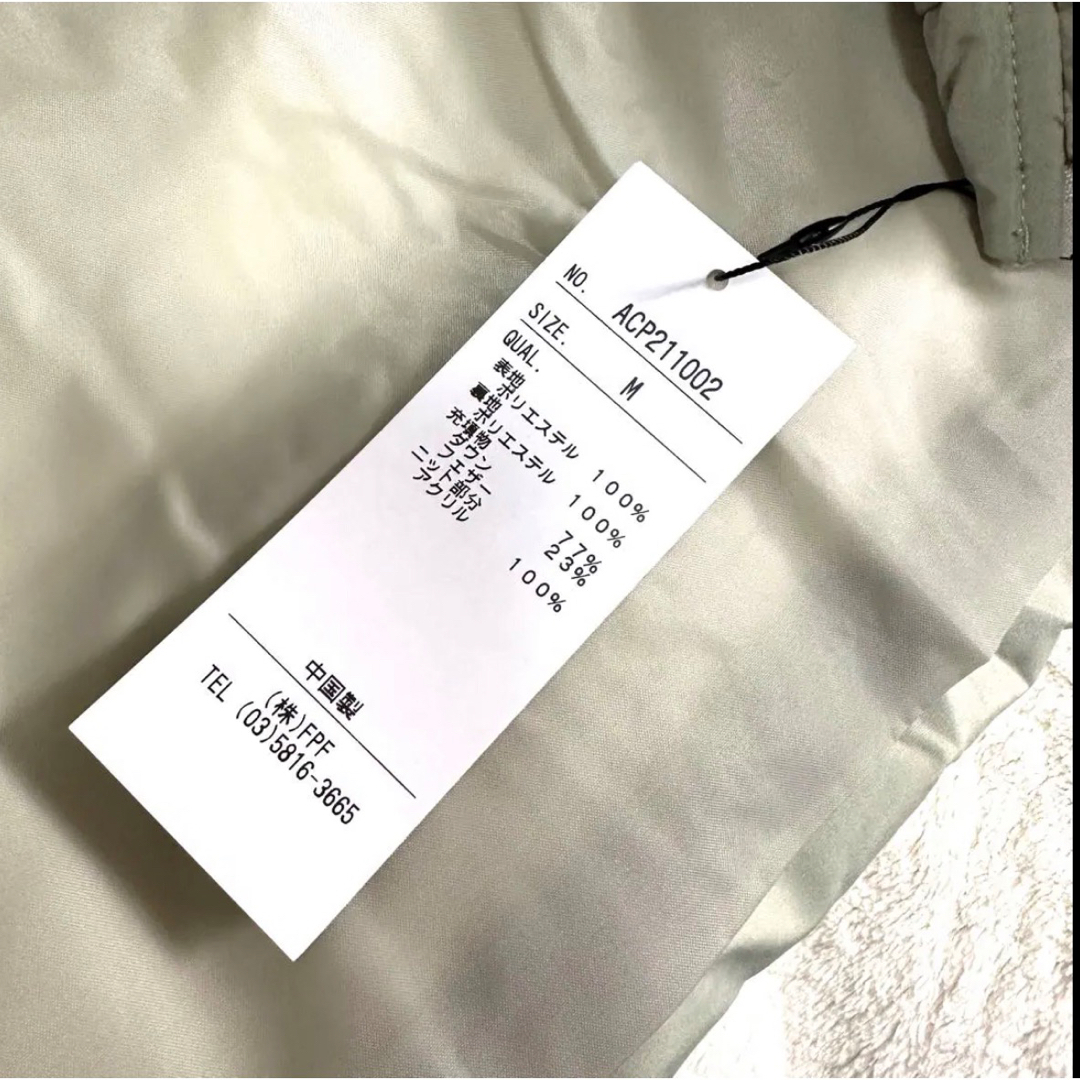 NO. ACP211002
SIZE. M
QUAL.
表地
ポリエステル 100%
裏地
ポリエステル 100%
充填物
ダウン 77%
フェザー 23%
ニット部分
アクリル 100%
中国製
(株)FPF
TEL (03)5816-3665